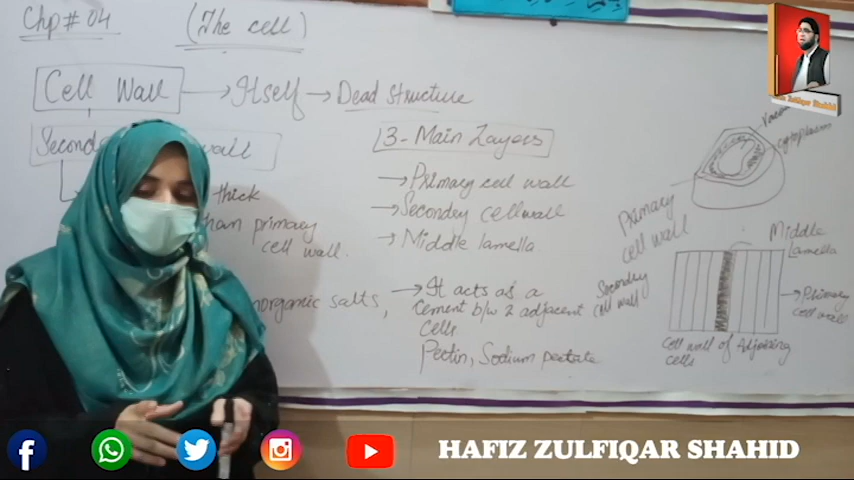 Chp # 04
(The cell)
Cell Wall → Itself → Dead structure
wall
3-Main Layers
thick
than primary
cell wall.
inorganic salts,
→ Primary cell wall
→ Secondry cellwall
→ Middle lamella
→ It acts as a
Cement b/w 2 adjacent
cells
Pectin, Sodium pectate
cytoplasm
Primary
cell wall
Middle
Lamella
Secondry
cell wall
→ Primary
cell wall
Cell wall of Adjoining
cells
HAFIZ ZULFIQAR SHAHID